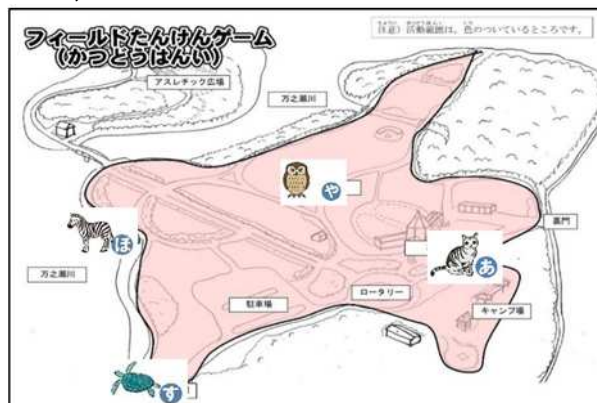 フィールドたんけんゲーム
(かつどうはんい)
注意）活動範囲は、色のついているところです。
アスレチック広場
万之瀬川
や
ほ
裏門
あ
万之瀬川
ロータリー
駐車場
キャンプ場
す